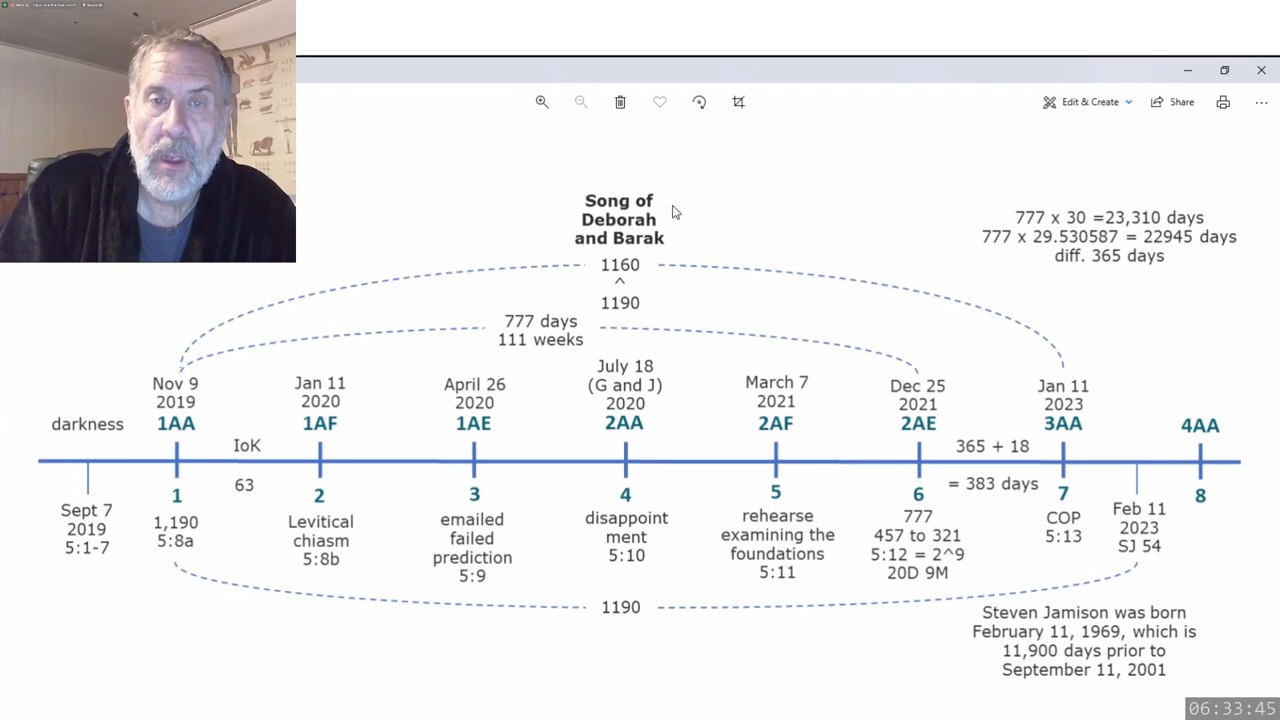 Edit & Create
Share
Song of
Deborah
and Barak
1160
^
1190
777 x 30 =23,310 days
777 x 29.530587 = 22945 days
diff. 365 days
777 days
111 weeks
Nov 9
2019
1AA
Jan 11
2020
1AF
April 26
2020
1AE
July 18
(G and J)
2020
2AA
March 7
2021
2AF
Dec 25
2021
2AE
Jan 11
2023
3AA
4AA
darkness
IoK
365 + 18
63
= 383 days
Sept 7
2019
5:1-7
1
1,190
5:8a
2
Levitical
chiasm
5:8b
3
emailed
failed
prediction
5:9
4
disappoint
ment
5:10
5
rehearse
examining the
foundations
5:11
6
777
457 to 321
5:12 = 2^9
20D 9M
7
COP
5:13
Feb 11
2023
SJ 54
8
1190
Steven Jamison was born
February 11, 1969, which is
11,900 days prior to
September 11, 2001
06:33:45